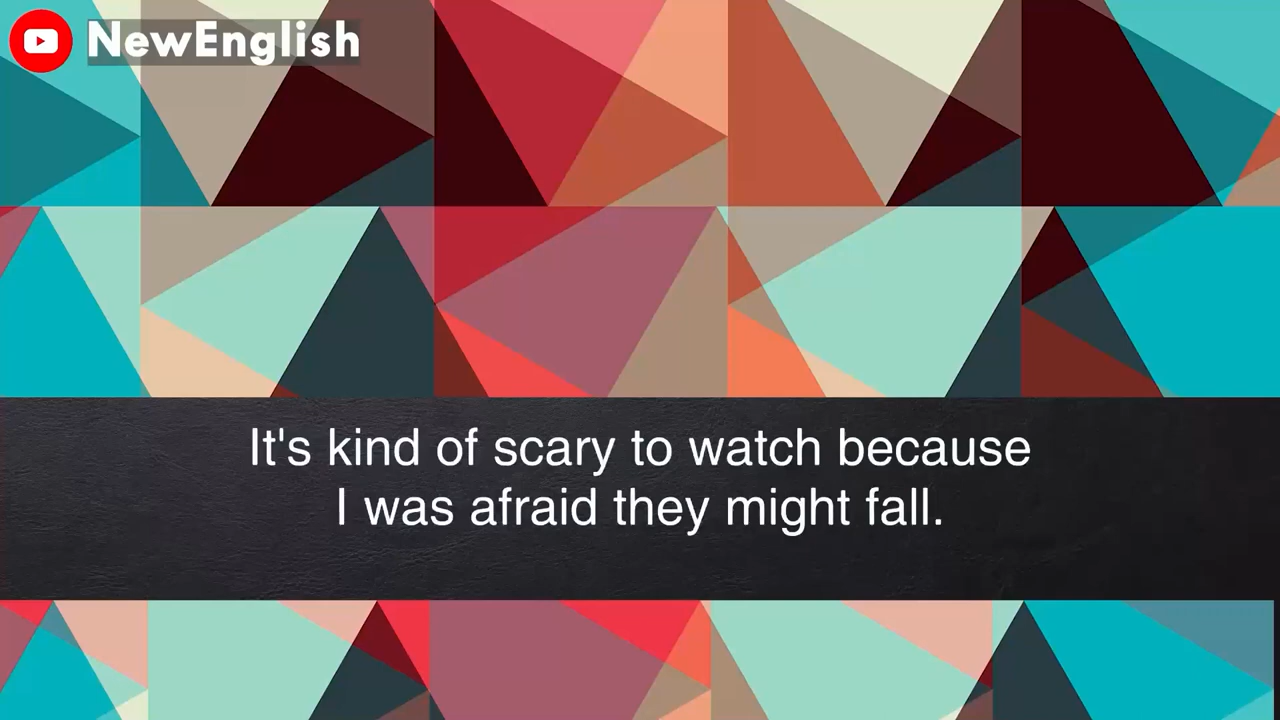 NewEnglish
It's kind of scary to watch because
I was afraid they might fall.